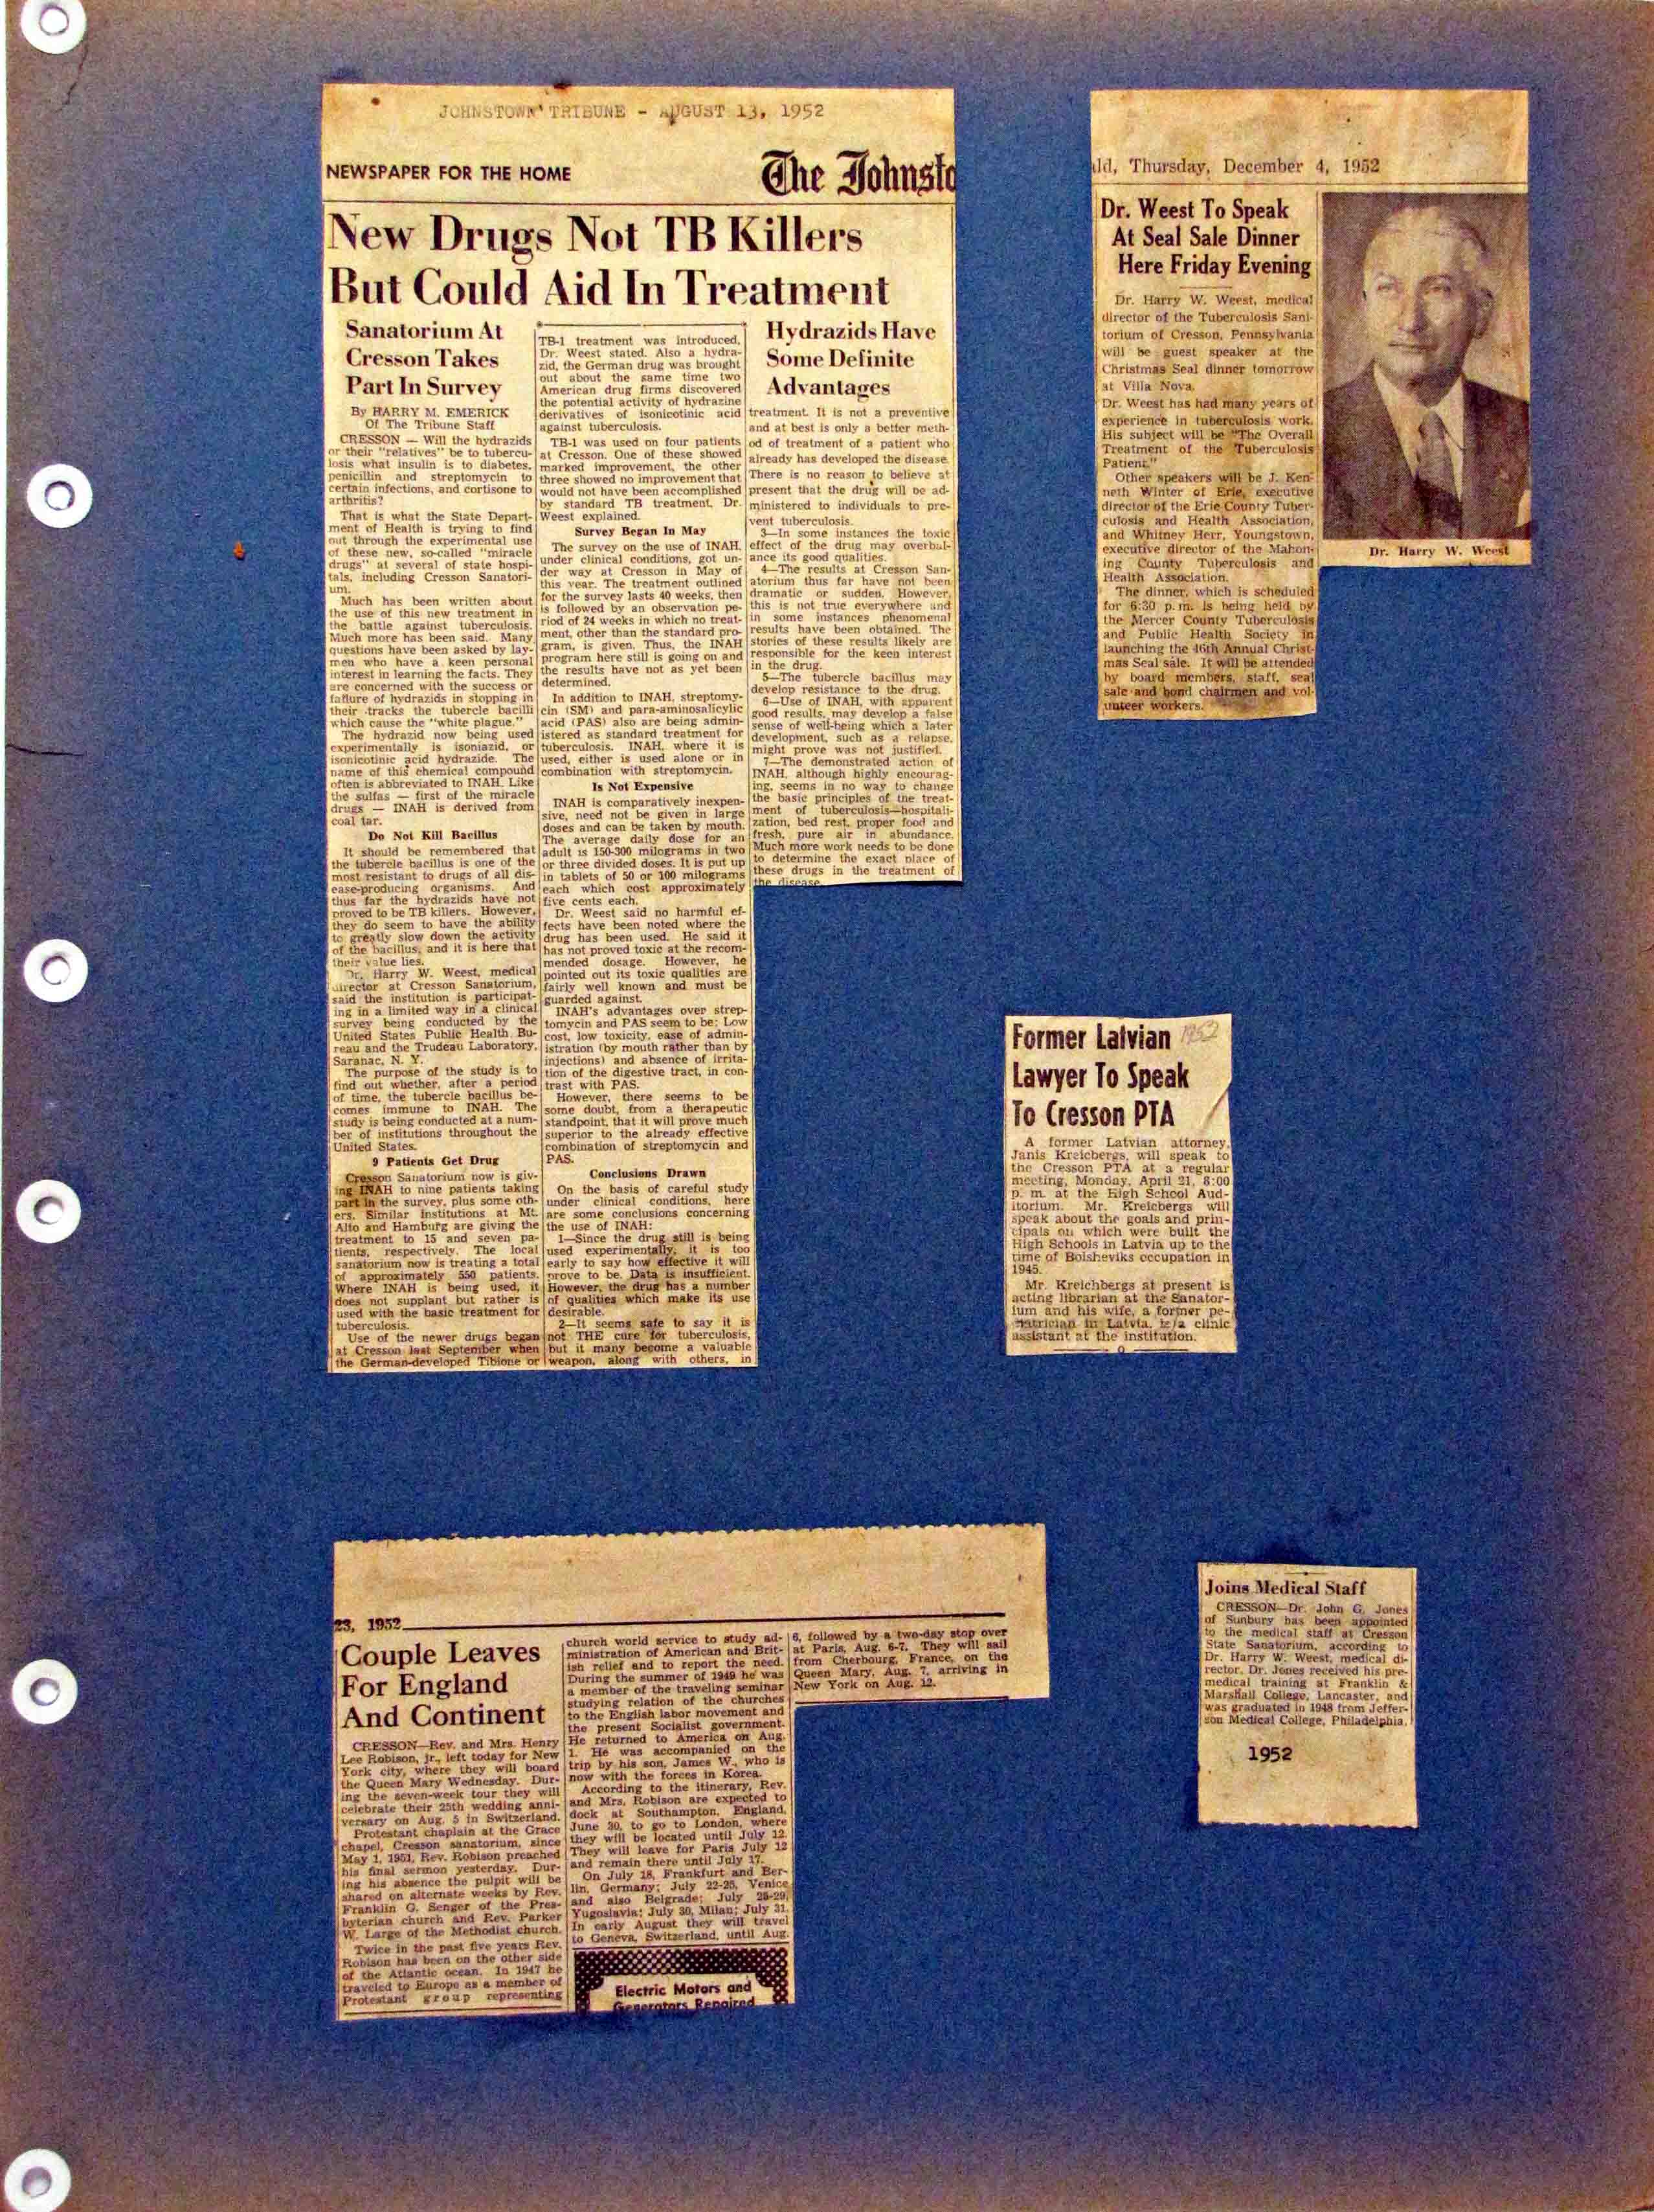 JOHNSTOWN TRIBUNE - AUGUST 13, 1952
NEWSPAPER FOR THE HOME
The Johnsto
New Drugs Not TB Killers
But Could Aid In Treatment
Sanatorium At
Cresson Takes
Part In Survey
By HARRY M. EMERICK
Of The Tribune Staff
CRESSON — Will the hydrazids
or their "relatives" be to tubercu-
losis what insulin is to diabetes,
penicillin and streptomycin to
certain infections, and cortisone to
arthritis?
That is what the State Depart-
ment of Health is trying to find
out through the experimental use
of these new, so-called "miracle
drugs" at several of state hospi-
tals, including Cresson Sanatori-
um.
Much has been written about
the use of this new treatment in
the battle against tuberculosis.
Much more has been said. Many
questions have been asked by lay-
men who have a keen personal
interest in learning the facts. They
are concerned with the success or
failure of hydrazids in stopping in
their tracks the tubercle bacilli
which cause the "white plague."
The hydrazid now being used
experimentally is isoniazid, or
isonicotinic acid hydrazide. The
name of this chemical compound
often is abbreviated to INAH. Like
the sulfas — first of the miracle
drugs — INAH is derived from
coal tar.
Do Not Kill Bacillus
It should be remembered that
the tubercle bacillus is one of the
most resistant to drugs of all dis-
ease-producing organisms. And
thus far the hydrazids have not
proved to be TB killers. However,
they do seem to have the ability
to greatly slow down the activity
of the bacillus, and it is here that
their value lies.
Dr. Harry W. Weest, medical
director at Cresson Sanatorium,
said the institution is participat-
ing in a limited way in a clinical
survey being conducted by the
United States Public Health Bu-
reau and the Trudeau Laboratory,
Saranac, N. Y.
The purpose of the study is to
find out whether, after a period
of time, the tubercle bacillus be-
comes immune to INAH. The
study is being conducted at a num-
ber of institutions throughout the
United States.
9 Patients Get Drug
Cresson Sanatorium now is giv-
ing INAH to nine patients taking
part in the survey, plus some oth-
ers. Similar institutions at Mt.
Alto and Hamburg are giving the
treatment to 15 and seven pa-
tients, respectively. The local
sanatorium now is treating a total
of approximately 550 patients.
Where INAH is being used, it
does not supplant but rather is
used with the basic treatment for
tuberculosis.
Use of the newer drugs began
at Cresson last September when
the German-developed Tibione or
TB-1 treatment was introduced,
Dr. Weest stated. Also a hydra-
zid, the German drug was brought
out about the same time two
American drug firms discovered
the potential activity of hydrazine
derivatives of isonicotinic acid
against tuberculosis.
TB-1 was used on four patients
at Cresson. One of these showed
marked improvement, the other
three showed no improvement that
would not have been accomplished
by standard TB treatment, Dr.
Weest explained.
Survey Began In May
The survey on the use of INAH,
under clinical conditions, got un-
der way at Cresson in May of
this year. The treatment outlined
for the survey lasts 40 weeks, then
is followed by an observation pe-
riod of 24 weeks in which no treat-
ment, other than the standard pro-
gram, is given. Thus, the INAH
program here still is going on and
the results have not as yet been
determined.
In addition to INAH, streptomy-
cin (SM) and para-aminosalicylic
acid (PAS) also are being admin-
istered as standard treatment for
tuberculosis. INAH, where it is
used, either is used alone or in
combination with streptomycin.
Is Not Expensive
INAH is comparatively inexpen-
sive, need not be given in large
doses and can be taken by mouth.
The average daily dose for an
adult is 150-300 milograms in two
or three divided doses. It is put up
in tablets of 50 or 100 milograms
each which cost approximately
five cents each.
Dr. Weest said no harmful ef-
fects have been noted where the
drug has been used. He said it
has not proved toxic at the recom-
mended dosage. However, he
pointed out its toxic qualities are
fairly well known and must be
guarded against.
INAH's advantages over strep-
tomycin and PAS seem to be: Low
cost, low toxicity, ease of admin-
istration (by mouth rather than by
injections) and absence of irrita-
tion of the digestive tract, in con-
trast with PAS.
However, there seems to be
some doubt, from a therapeutic
standpoint, that it will prove much
superior to the already effective
combination of streptomycin and
PAS.
Conclusions Drawn
On the basis of careful study
under clinical conditions, here
are some conclusions concerning
the use of INAH:
1—Since the drug still is being
used experimentally, it is too
early to say how effective it will
prove to be. Data is insufficient.
However, the drug has a number
of qualities which make its use
desirable.
2—It seems safe to say it is
not THE cure for tuberculosis,
but it many become a valuable
weapon, along with others, in
Hydrazids Have
Some Definite
Advantages
treatment. It is not a preventive
and at best is only a better meth-
od of treatment of a patient who
already has developed the disease.
There is no reason to believe at
present that the drug will be ad-
ministered to individuals to pre-
vent tuberculosis.
3—In some instances the toxic
effect of the drug may overbal-
ance its good qualities.
4—The results at Cresson San-
atorium thus far have not been
dramatic or sudden. However,
this is not true everywhere and
in some instances phenomenal
results have been obtained. The
stories of these results likely are
responsible for the keen interest
in the drug.
5—The tubercle bacillus may
develop resistance to the drug.
6—Use of INAH, with apparent
good results, may develop a false
sense of well-being which a later
development, such as a relapse,
might prove was not justified.
7—The demonstrated action of
INAH, although highly encourag-
ing, seems in no way to change
the basic principles of the treat-
ment of tuberculosis—hospitali-
zation, bed rest, proper food and
fresh, pure air in abundance.
Much more work needs to be done
to determine the exact place of
these drugs in the treatment of
the disease.
ld, Thursday, December 4, 1952
Dr. Weest To Speak
At Seal Sale Dinner
Here Friday Evening
Dr. Harry W. Weest, medical
director of the Tuberculosis Sani-
torium of Cresson, Pennsylvania
will be guest speaker at the
Christmas Seal dinner tomorrow
at Villa Nova.
Dr. Weest has had many years of
experience in tuberculosis work.
His subject will be "The Overall
Treatment of the Tuberculosis
Patient."
Other speakers will be J. Ken-
neth Winter of Erie, executive
director of the Erie County Tuber-
culosis and Health Association,
and Whitney Herr, Youngstown,
executive director of the Mahon-
ing County Tuberculosis and
Health Association.
The dinner, which is scheduled
for 6:30 p. m. is being held by
the Mercer County Tuberculosis
and Public Health Society in
launching the 46th Annual Christ-
mas Seal sale. It will be attended
by board members, staff, seal
sale and bond chairmen and vol-
unteer workers.
Dr. Harry W. Weest
Former Latvian 1952
Lawyer To Speak
To Cresson PTA
A former Latvian attorney,
Janis Kreicbergs, will speak to
the Cresson PTA at a regular
meeting, Monday, April 21, 8:00
p. m. at the High School Aud-
itorium. Mr. Kreicbergs will
speak about the goals and prin-
cipals on which were built the
High Schools in Latvia up to the
time of Bolsheviks occupation in
1945.
Mr. Kreichbergs at present is
acting librarian at the Sanator-
ium and his wife, a former pe-
diatrician in Latvia, is a clinic
assistant at the institution.
23, 1952
Couple Leaves
For England
And Continent
CRESSON—Rev. and Mrs. Henry
Lee Robison, jr., left today for New
York city, where they will board
the Queen Mary Wednesday. Dur-
ing the seven-week tour they will
celebrate their 25th wedding anni-
versary on Aug. 5 in Switzerland.
Protestant chaplain at the Grace
chapel, Cresson sanatorium, since
May 1, 1951, Rev. Robison preached
his final sermon yesterday. Dur-
ing his absence the pulpit will be
shared on alternate weeks by Rev.
Franklin G. Senger of the Pres-
byterian church and Rev. Parker
W. Large of the Methodist church.
Twice in the past five years Rev.
Robison has been on the other side
of the Atlantic ocean. In 1947 he
traveled to Europe as a member of
Protestant group representing
church world service to study ad-
ministration of American and Brit-
ish relief and to report the need.
During the summer of 1949 he was
a member of the traveling seminar
studying relation of the churches
to the English labor movement and
the present Socialist government.
He returned to America on Aug.
1. He was accompanied on the
trip by his son, James W., who is
now with the forces in Korea.
According to the itinerary, Rev.
and Mrs. Robison are expected to
dock at Southampton, England,
June 30, to go to London, where
they will be located until July 12.
They will leave for Paris July 12
and remain there until July 17.
On July 18, Frankfurt and Ber-
lin, Germany; July 22-25, Venice
and also Belgrade; July 26-29,
Yugoslavia; July 30, Milan; July 31.
In early August they will travel
to Geneva, Switzerland, until Aug.
6, followed by a two-day stop over
at Paris, Aug. 6-7. They will sail
from Cherbourg, France, on the
Queen Mary, Aug. 7, arriving in
New York on Aug. 12.
Electric Motors and
Generators Repaired
Joins Medical Staff
CRESSON—Dr. John G. Jones
of Sunbury has been appointed
to the medical staff at Cresson
State Sanatorium, according to
Dr. Harry W. Weest, medical di-
rector. Dr. Jones received his pre-
medical training at Franklin &
Marshall College, Lancaster, and
was graduated in 1948 from Jeffer-
son Medical College, Philadelphia.
1952